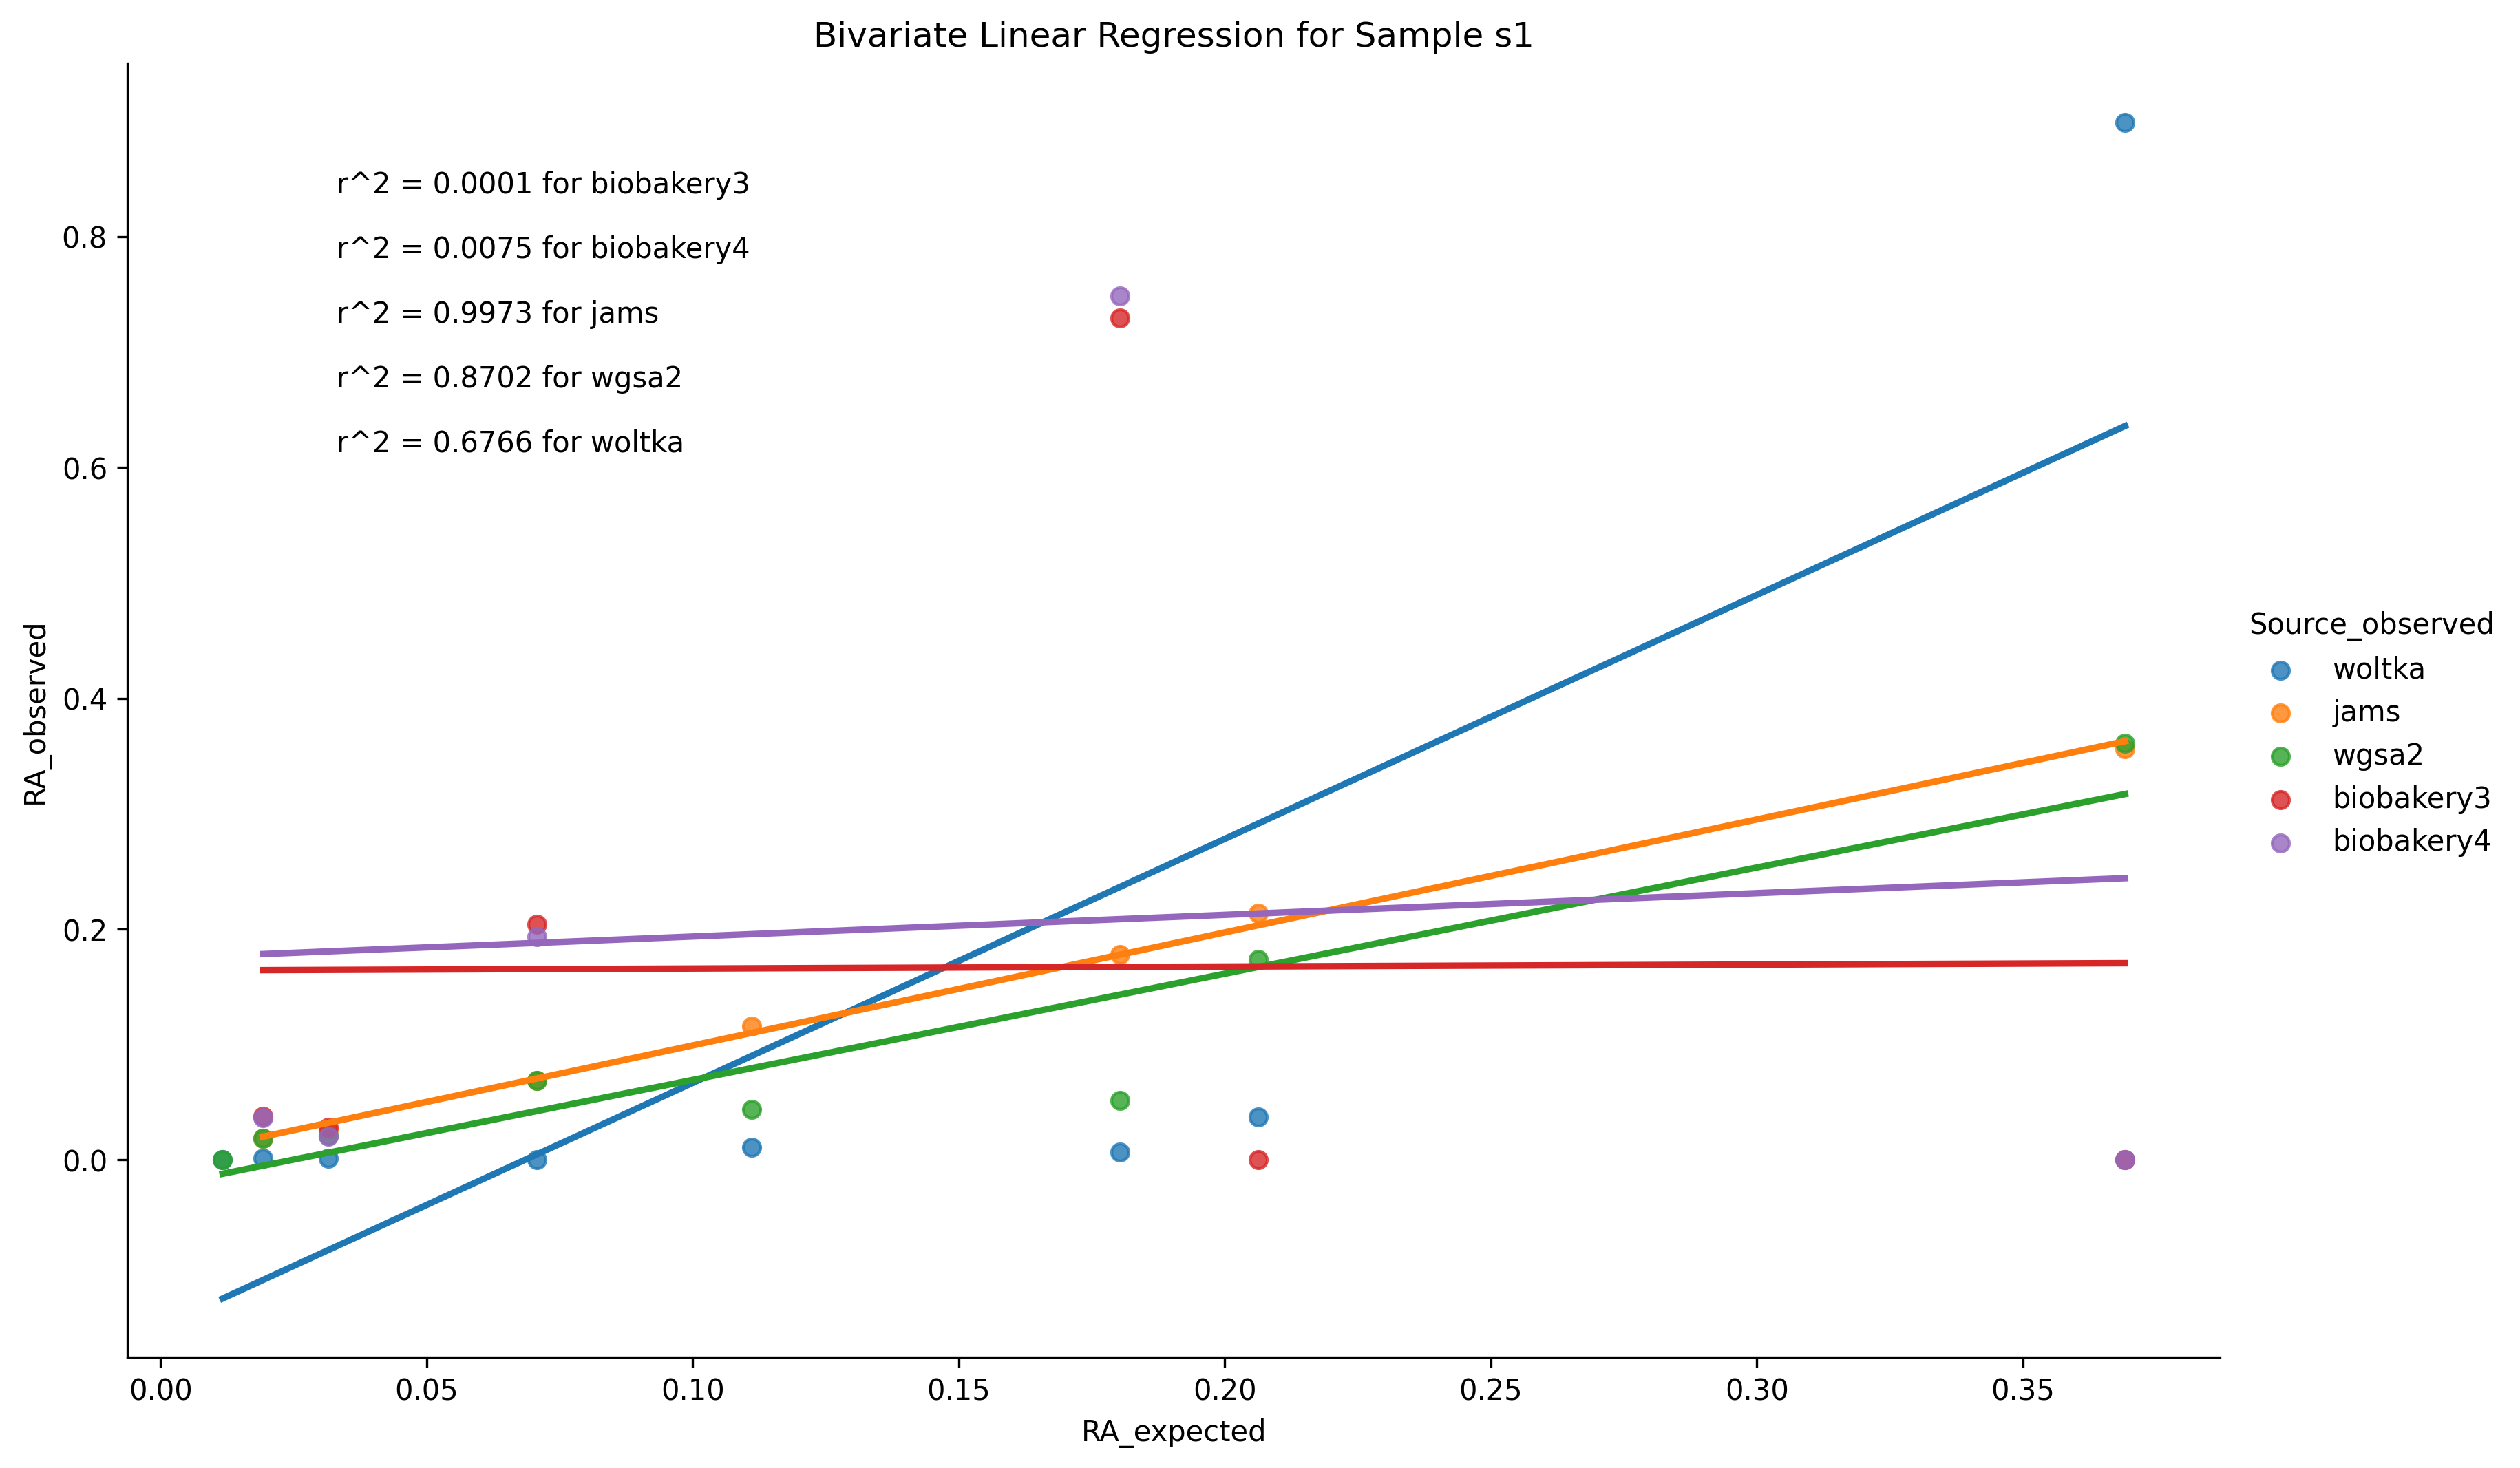 Bivariate Linear Regression for Sample s1
r^2 = 0.0001 for biobakery3
r^2 = 0.0075 for biobakery4
r^2 = 0.9973 for jams
r^2 = 0.8702 for wgsa2
r^2 = 0.6766 for woltka
RA_observed
0.8
0.6
0.4
0.2
0.0
0.00 0.05 0.10 0.15 0.20 0.25 0.30 0.35
RA_expected
Source_observed
woltka
jams
wgsa2
biobakery3
biobakery4